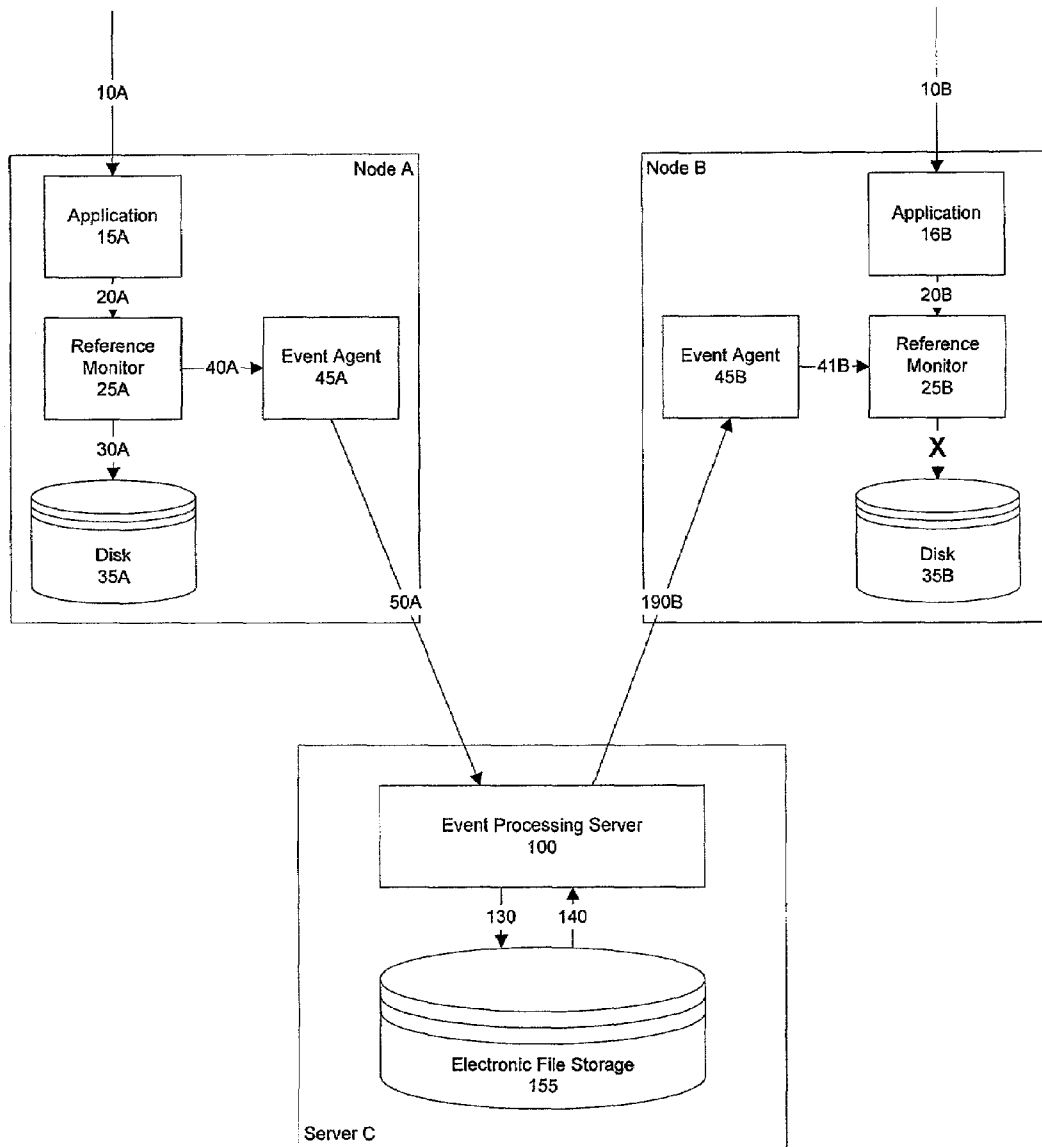 10A
10B
Node A
Node B
Application
15A
Application
16B
20A
20B
Reference
Monitor
25A
40A
Event Agent
45A
Event Agent
45B
41B
Reference
Monitor
25B
30A
X
Disk
35A
Disk
35B
50A
190B
Event Processing Server
100
130
140
Electronic File Storage
155
Server C